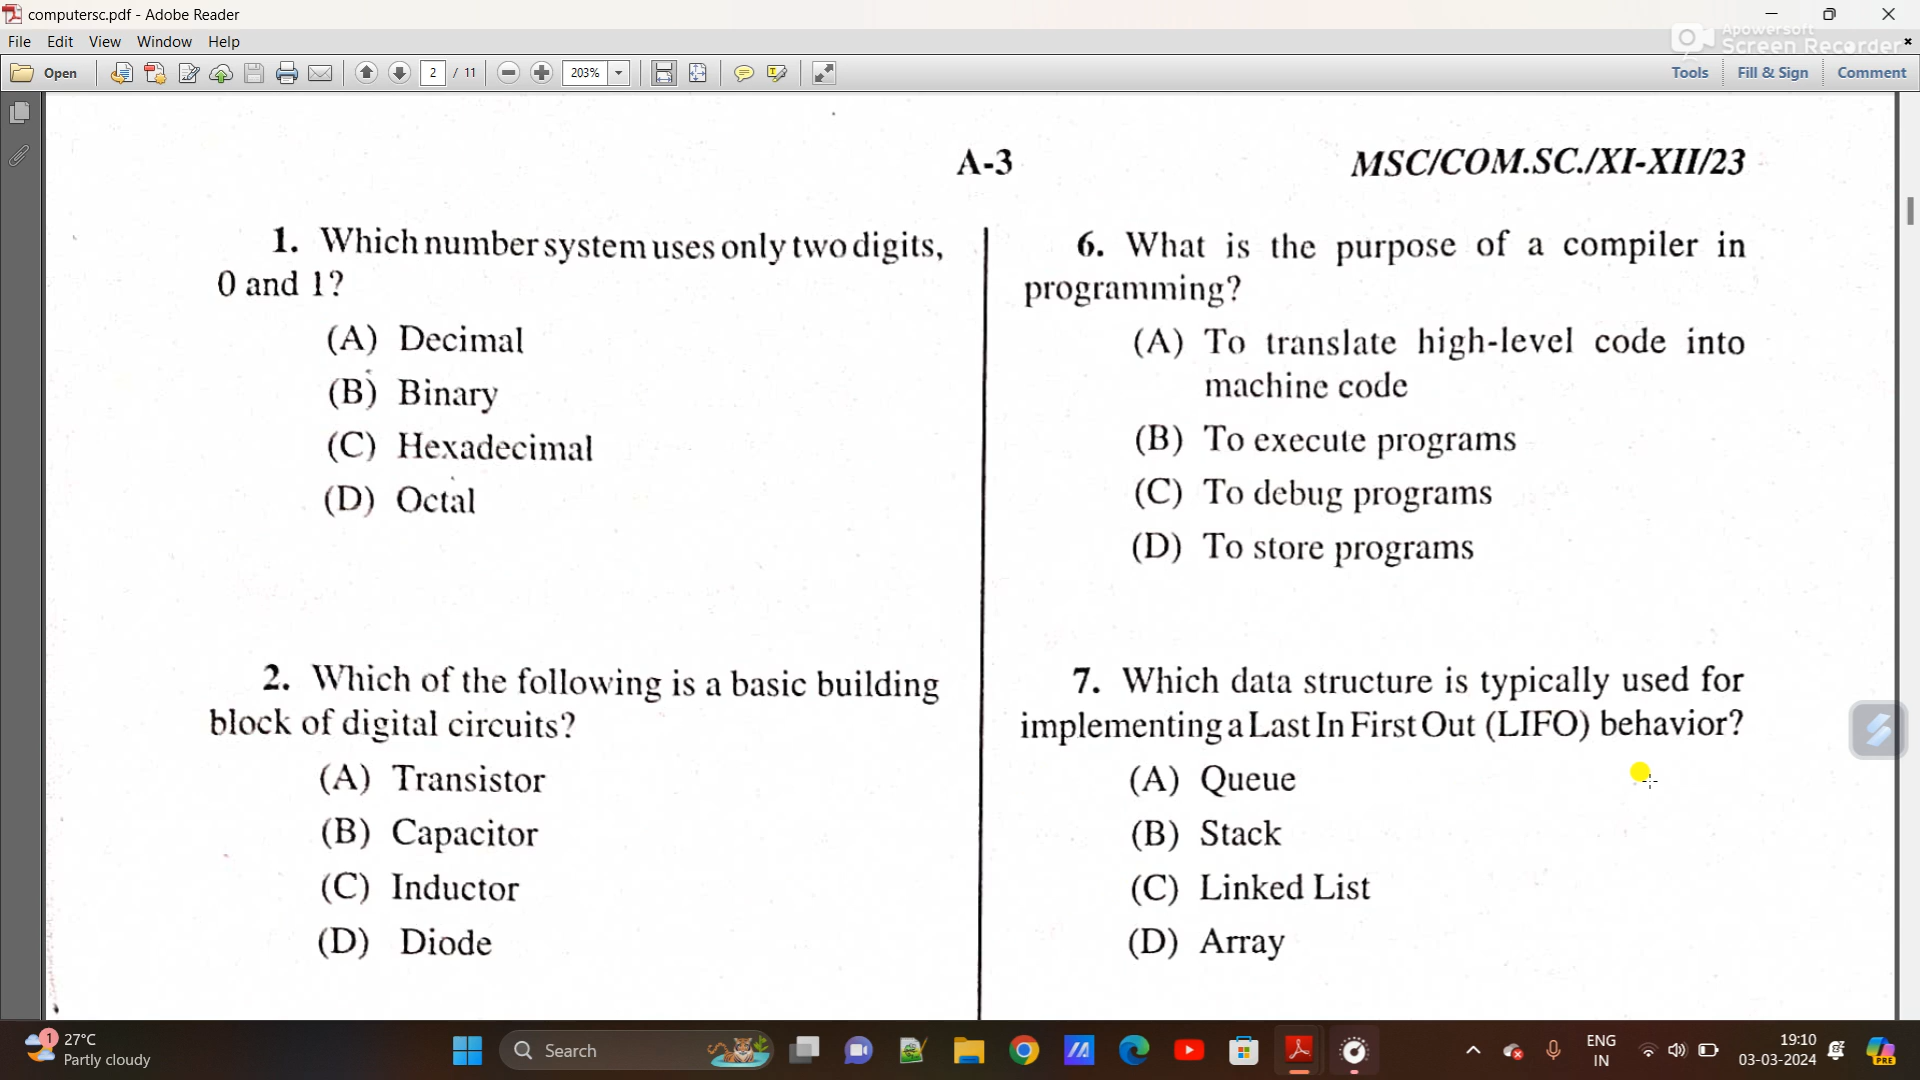 computersc.pdf - Adobe Reader
Apowersoft
Screen Recorder
File Edit View Window Help
Open 2 / 11 203% Tools Fill & Sign Comment
A-3 MSC/COM.SC./XI-XII/23
1. Which number system uses only two digits,
0 and 1?
(A) Decimal
(B) Binary
(C) Hexadecimal
(D) Octal
2. Which of the following is a basic building
block of digital circuits?
(A) Transistor
(B) Capacitor
(C) Inductor
(D) Diode
6. What is the purpose of a compiler in
programming?
(A) To translate high-level code into
machine code
(B) To execute programs
(C) To debug programs
(D) To store programs
7. Which data structure is typically used for
implementing a Last In First Out (LIFO) behavior?
(A) Queue
(B) Stack
(C) Linked List
(D) Array
1
27°C
Partly cloudy
Search
ENG
IN
19:10
03-03-2024
PRE